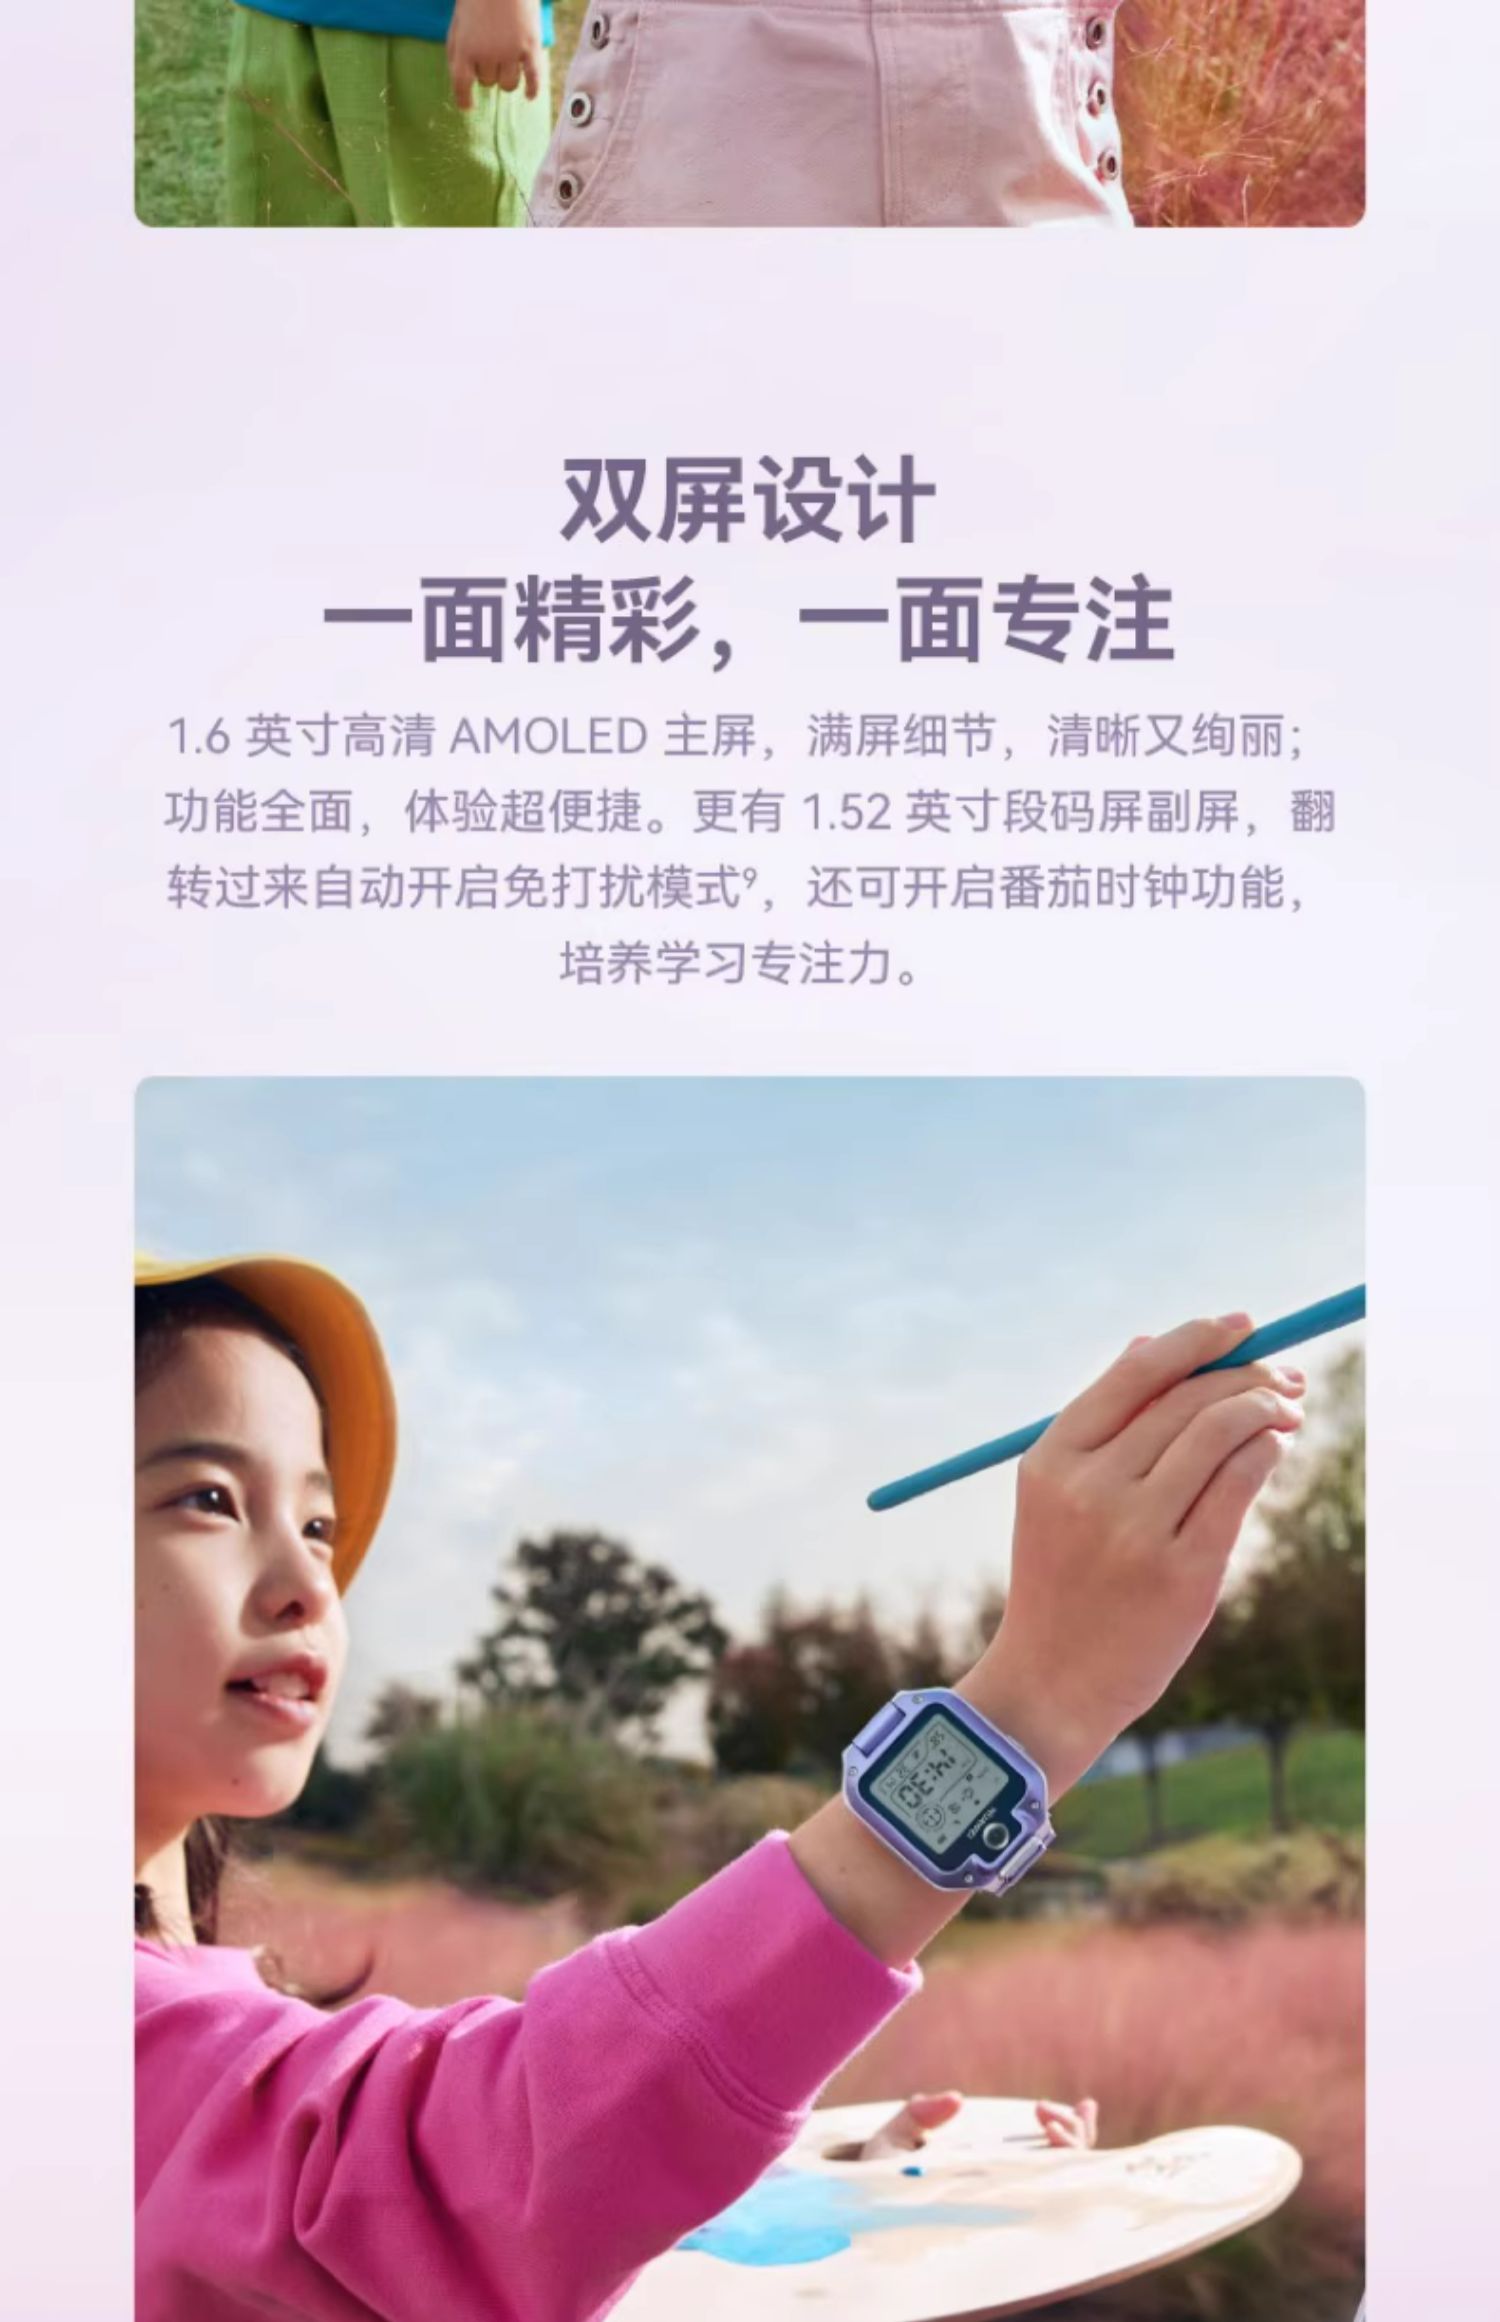 双屏设计
一面精彩，一面专注
1.6 英寸高清 AMOLED 主屏，满屏细节，清晰又绚丽；
功能全面，体验超便捷。更有 1.52 英寸段码屏副屏，翻
转过来自动开启免打扰模式⁹，还可开启番茄时钟功能，
培养学习专注力。
14:30